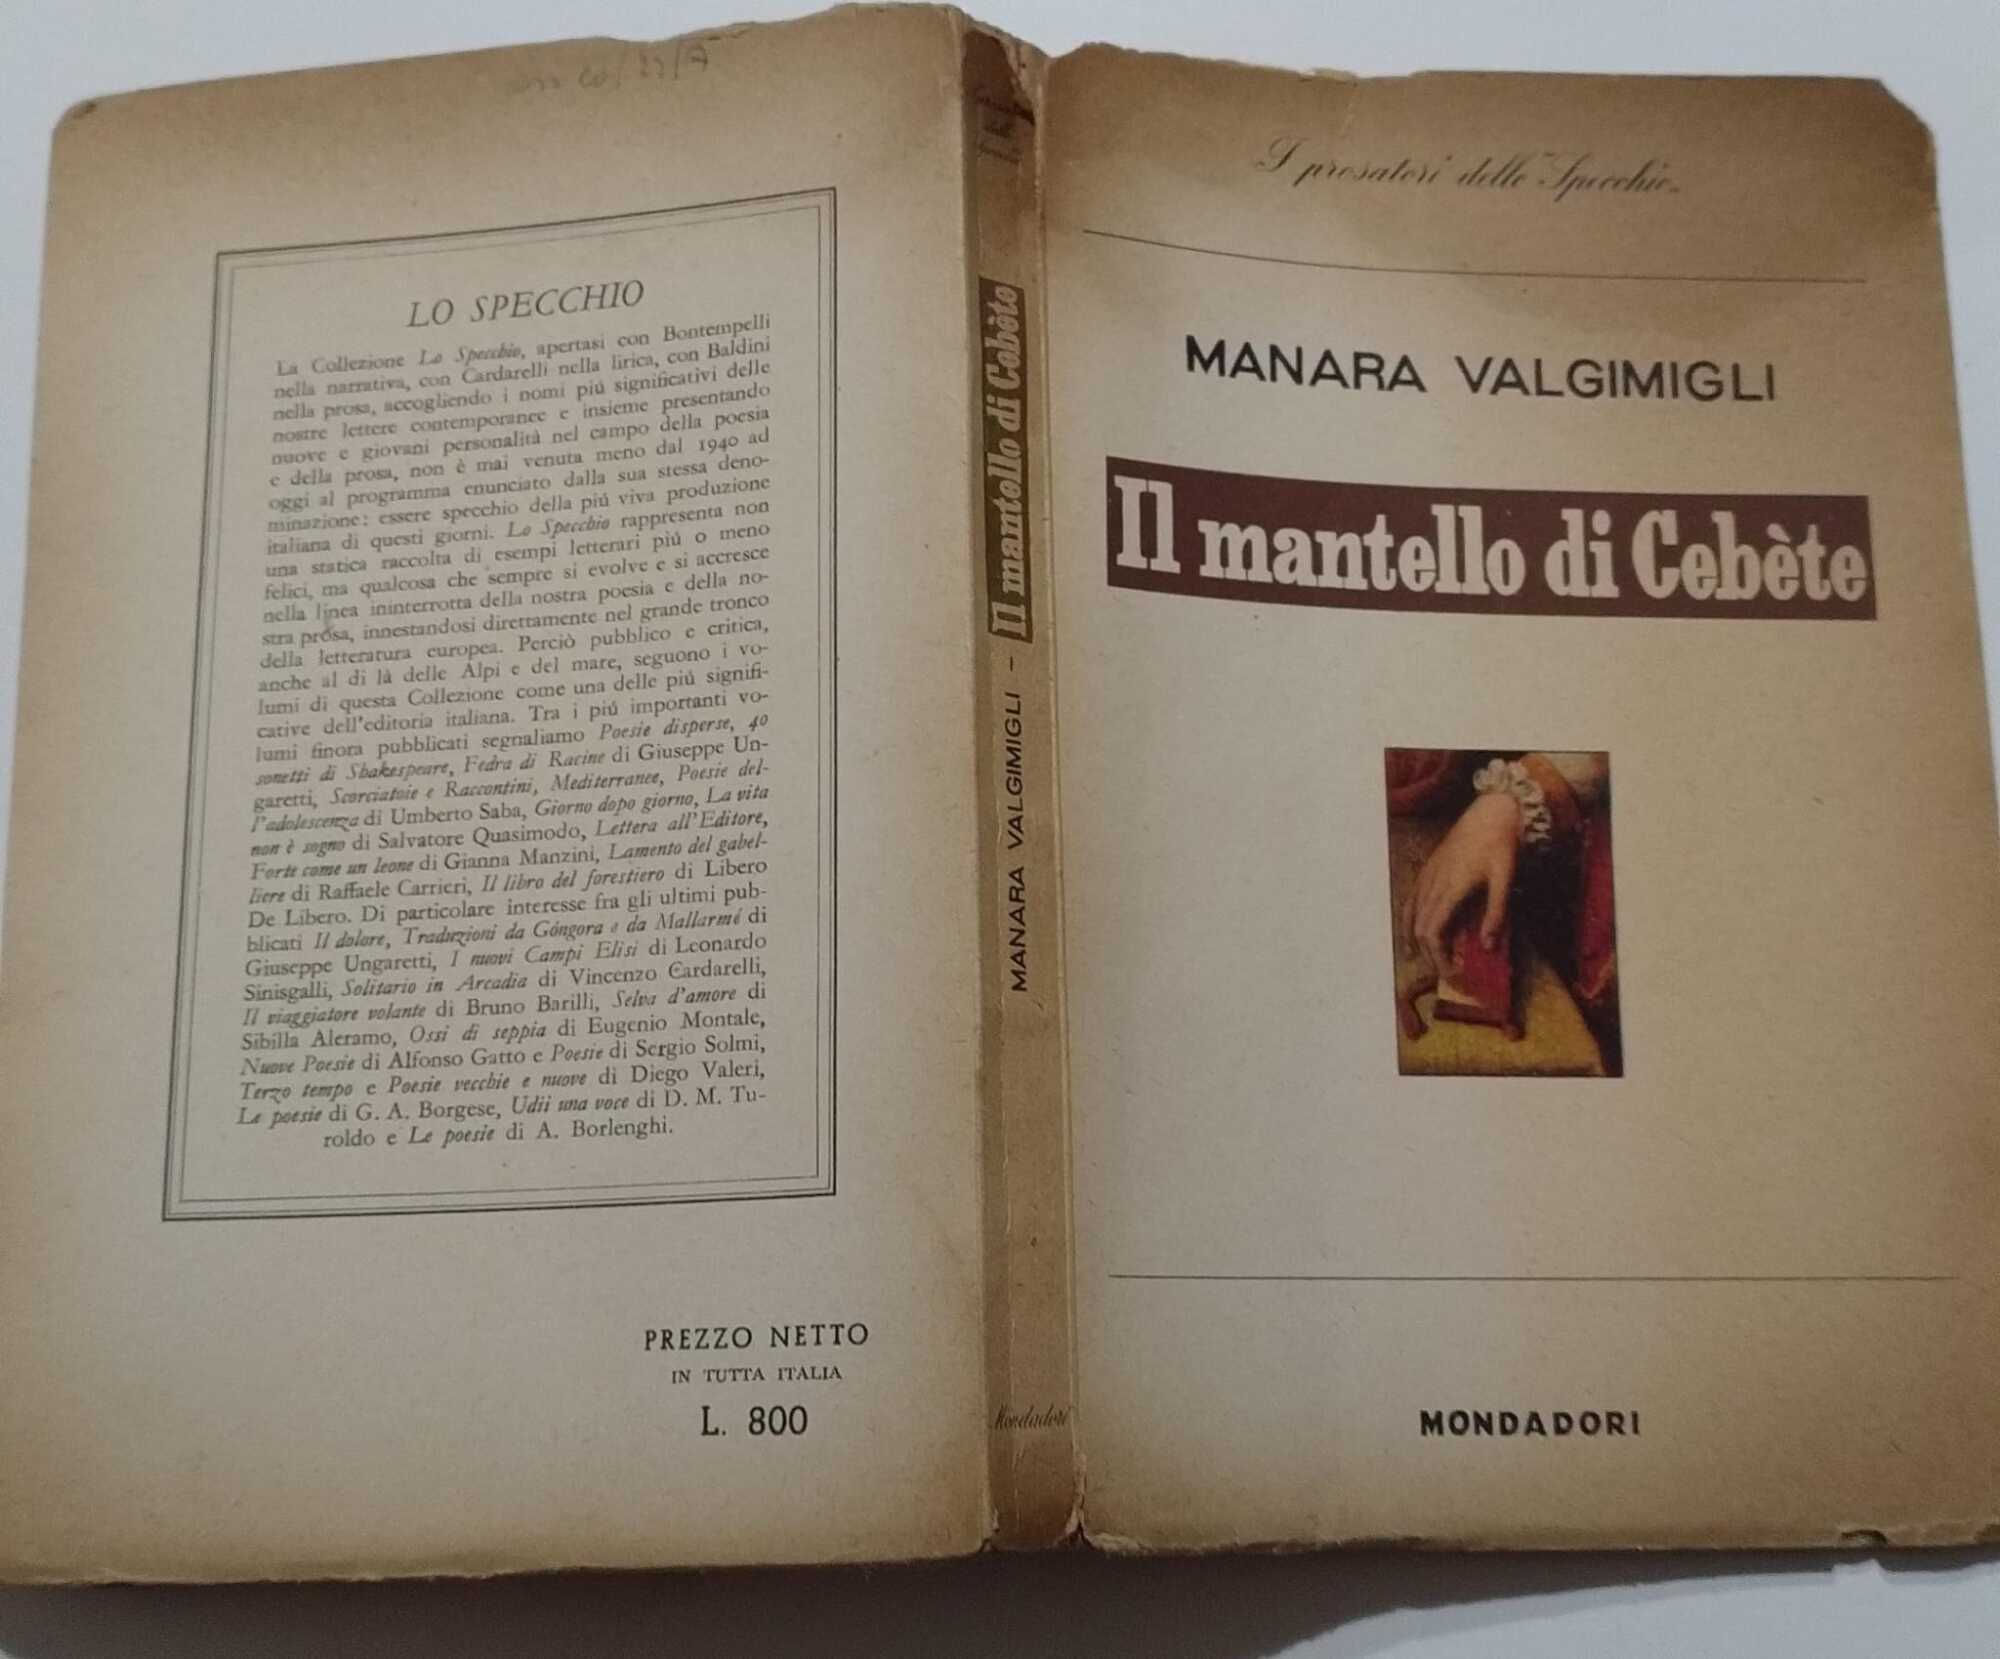 LO SPECCHIO
La Collezione Lo Specchio, apertasi con Bontempelli
nella narrativa, con Cardarelli nella lirica, con Baldini
nella prosa, accogliendo i nomi piú significativi delle
nostre lettere contemporanee e insieme presentando
nuove e giovani personalità nel campo della poesia
e della prosa, non è mai venuta meno dal 1940 ad
oggi al programma enunciato dalla sua stessa deno-
minazione: essere specchio della piú viva produzione
italiana di questi giorni. Lo Specchio rappresenta non
una statica raccolta di esempi letterari piú o meno
felici, ma qualcosa che sempre si evolve e si accresce
nella linea ininterrotta della nostra poesia e della no-
stra prosa, innestandosi direttamente nel grande tronco
della letteratura europea. Perciò pubblico e critica,
anche al di là delle Alpi e del mare, seguono i vo-
lumi di questa Collezione come una delle piú signifi-
cative dell'editoria italiana. Tra i piú importanti vo-
lumi finora pubblicati segnaliamo Poesie disperse, 40
sonetti di Shakespeare, Fedra di Racine di Giuseppe Un-
garetti, Scorciatoie e Raccontini, Mediterranee, Poesie del-
l'adolescenza di Umberto Saba, Giorno dopo giorno, La vita
non è sogno di Salvatore Quasimodo, Lettera all'Editore,
Forte come un leone di Gianna Manzini, Lamento del gabel-
liere di Raffaele Carrieri, Il libro del forestiero di Libero
De Libero. Di particolare interesse fra gli ultimi pub-
blicati Il dolore, Traduzioni da Góngora e da Mallarmé di
Giuseppe Ungaretti, I nuovi Campi Elisi di Leonardo
Sinisgalli, Solitario in Arcadia di Vincenzo Cardarelli,
Il viaggiatore volante di Bruno Barilli, Selva d'amore di
Sibilla Aleramo, Ossi di seppia di Eugenio Montale,
Nuove Poesie di Alfonso Gatto e Poesie di Sergio Solmi,
Terzo tempo e Poesie vecchie e nuove di Diego Valeri,
Le poesie di G. A. Borgese, Udii una voce di D. M. Tu-
roldo e Le poesie di A. Borlenghi.
PREZZO NETTO
IN TUTTA ITALIA
L. 800
MANARA VALGIMIGLI - Il mantello di Cebète
Mondadori
I prosatori dello "Specchio"
MANARA VALGIMIGLI
Il mantello di Cebète
MONDADORI